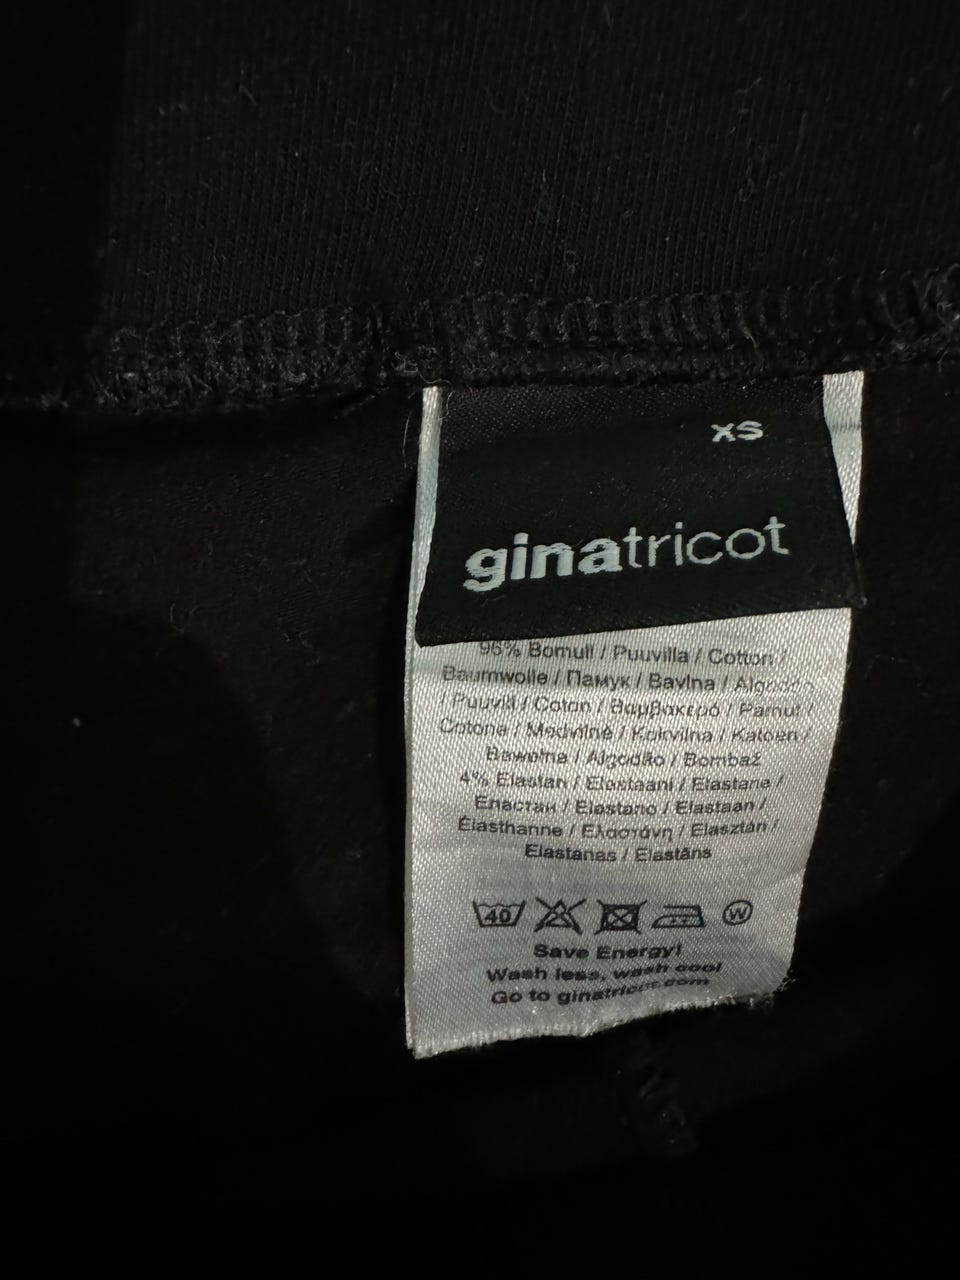 XS
ginatricot
96% Bomull / Puuvilla / Cotton /
Baumwolle / Памук / Bavlna / Algodón
/ Puuvill / Coton / Βαμβακερό / Pamut /
Cotone / Medvilnė / Kokvilna / Katoen /
Bawełna / Algodão / Bombaž
4% Elastan / Elastaani / Elastane /
Еластан / Elastano / Elastaan /
Élasthanne / Ελαστάνη / Elasztán /
Elastanas / Elastāns
40 W
Save Energy!
Wash less, wash cool
Go to ginatricot.com